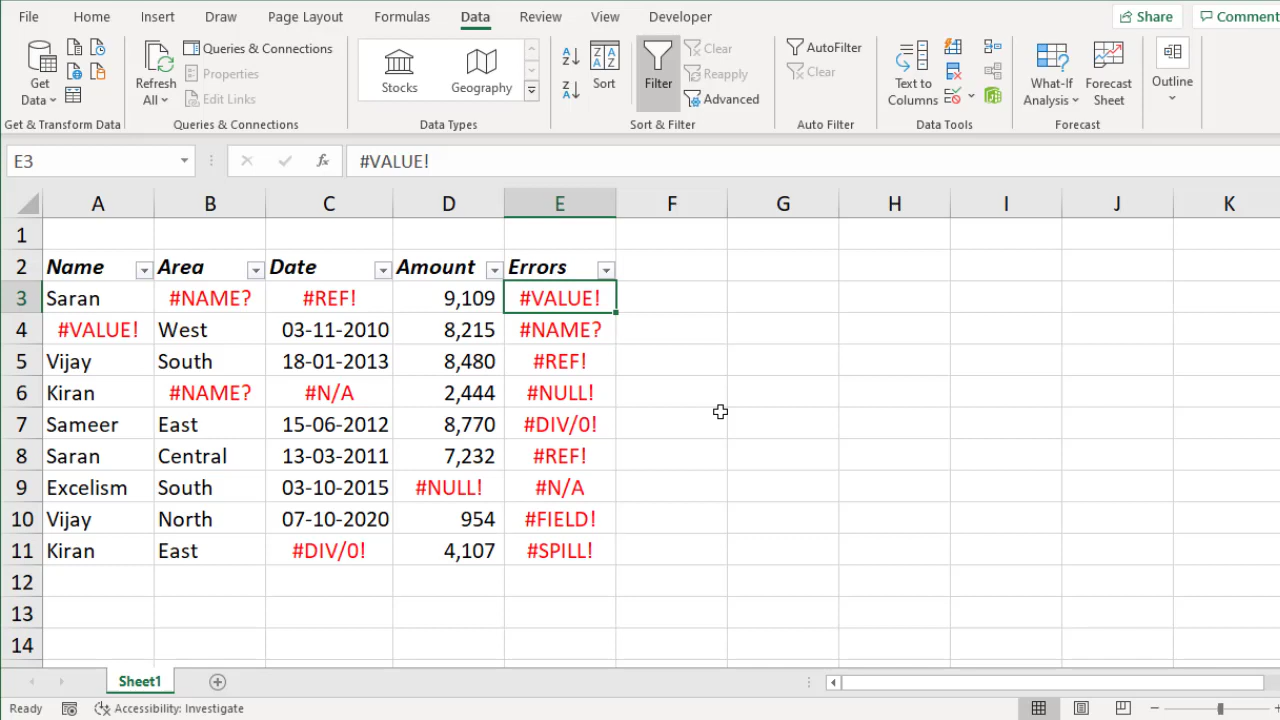 File Home Insert Draw Page Layout Formulas Data Review View Developer Share Comment
Get Data Refresh All Queries & Connections Properties Edit Links Stocks Geography Sort Filter Clear Reapply Advanced AutoFilter Clear Text to Columns What-If Analysis Forecast Sheet Outline
Get & Transform Data Queries & Connections Data Types Sort & Filter Auto Filter Data Tools Forecast
E3 fx #VALUE!
A B C D E F G H I J K
1
2 Name Area Date Amount Errors
3 Saran #NAME? #REF! 9,109 #VALUE!
4 #VALUE! West 03-11-2010 8,215 #NAME?
5 Vijay South 18-01-2013 8,480 #REF!
6 Kiran #NAME? #N/A 2,444 #NULL!
7 Sameer East 15-06-2012 8,770 #DIV/0!
8 Saran Central 13-03-2011 7,232 #REF!
9 Excelism South 03-10-2015 #NULL! #N/A
10 Vijay North 07-10-2020 954 #FIELD!
11 Kiran East #DIV/0! 4,107 #SPILL!
12
13
14
Sheet1
Ready Accessibility: Investigate